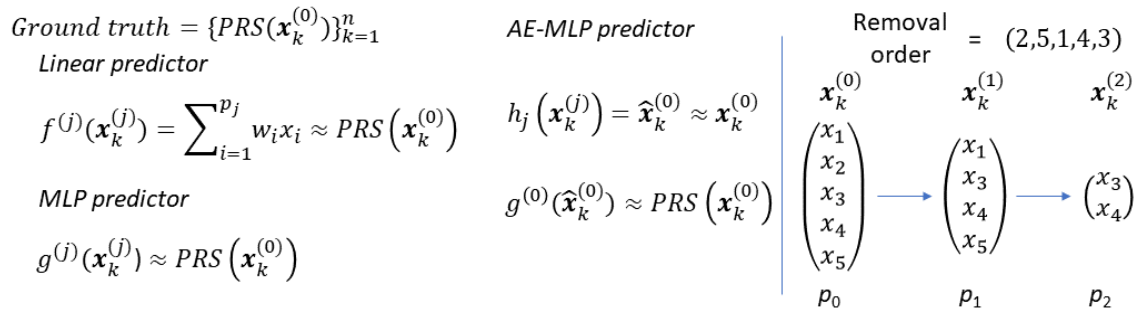 Ground truth = {PRS(x_k^(0))}_{k=1}^n
Linear predictor
f^(j)(x_k^(j)) = ∑_{i=1}^{p_j} w_i x_i ≈ PRS(x_k^(0))
MLP predictor
g^(j)(x_k^(j)) ≈ PRS(x_k^(0))
AE-MLP predictor
h_j(x_k^(j)) = x̂_k^(0) ≈ x_k^(0)
g^(0)(x̂_k^(0)) ≈ PRS(x_k^(0))
Removal
order = (2,5,1,4,3)
x_k^(0) x_k^(1) x_k^(2)
x_1
x_2
x_3
x_4
x_5
x_1
x_3
x_4
x_5
x_3
x_4
p_0 p_1 p_2